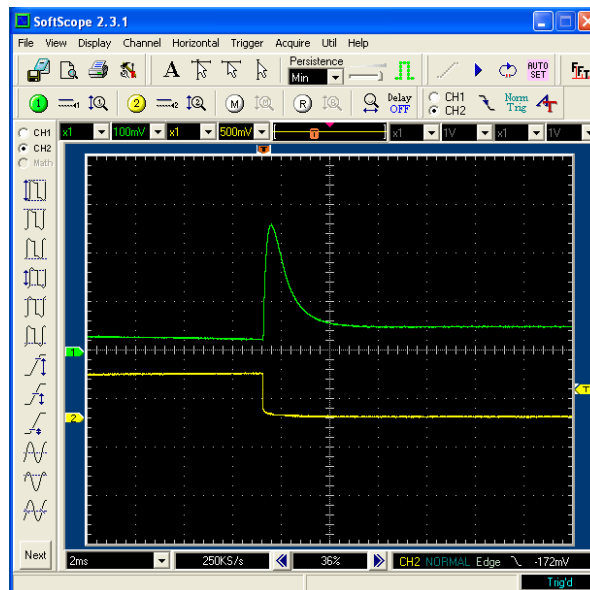 SoftScope 2.3.1
File View Display Channel Horizontal Trigger Acquire Util Help
Persistence
Min
A
AUTO
SET
FFT
1 2 M R Delay
OFF
CH1
CH2
Norm
Trig
CH1 x1 100mV x1 500mV T x1 1V x1 1V
CH2
Math
T
1
T
2
Next
2ms 250KS/s 36% CH2 NORMAL Edge -172mV
Trig'd